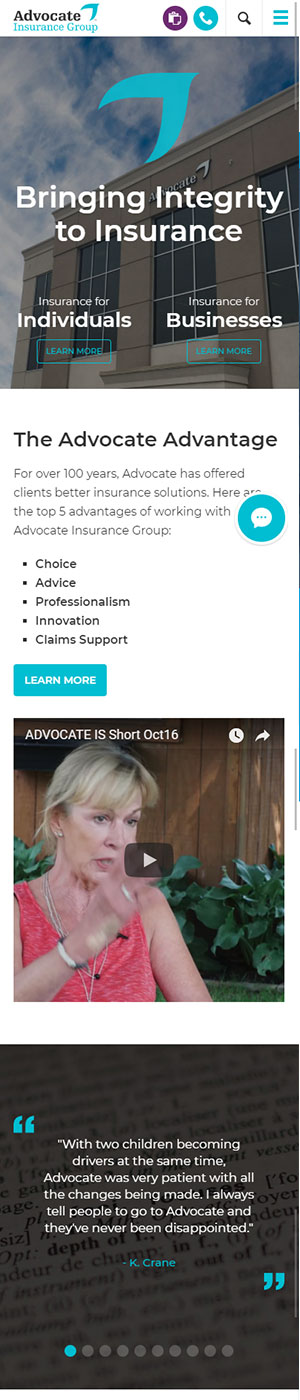 Advocate
Insurance Group
Advocate
Bringing Integrity
to Insurance
Insurance for
Individuals
LEARN MORE
Insurance for
Businesses
LEARN MORE
The Advocate Advantage
For over 100 years, Advocate has offered
clients better insurance solutions. Here are
the top 5 advantages of working with
Advocate Insurance Group:
Choice
Advice
Professionalism
Innovation
Claims Support
LEARN MORE
ADVOCATE IS Short Oct16
"With two children becoming
drivers at the same time,
Advocate was very patient with all
the changes being made. I always
tell people to go to Advocate and
they've never been disappointed."
- K. Crane